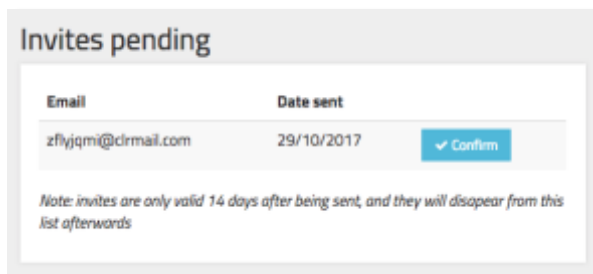 Invites pending
Email Date sent
zflyjqmi@clrmail.com 29/10/2017 Confirm
Note: invites are only valid 14 days after being sent, and they will disapear from this
list afterwards